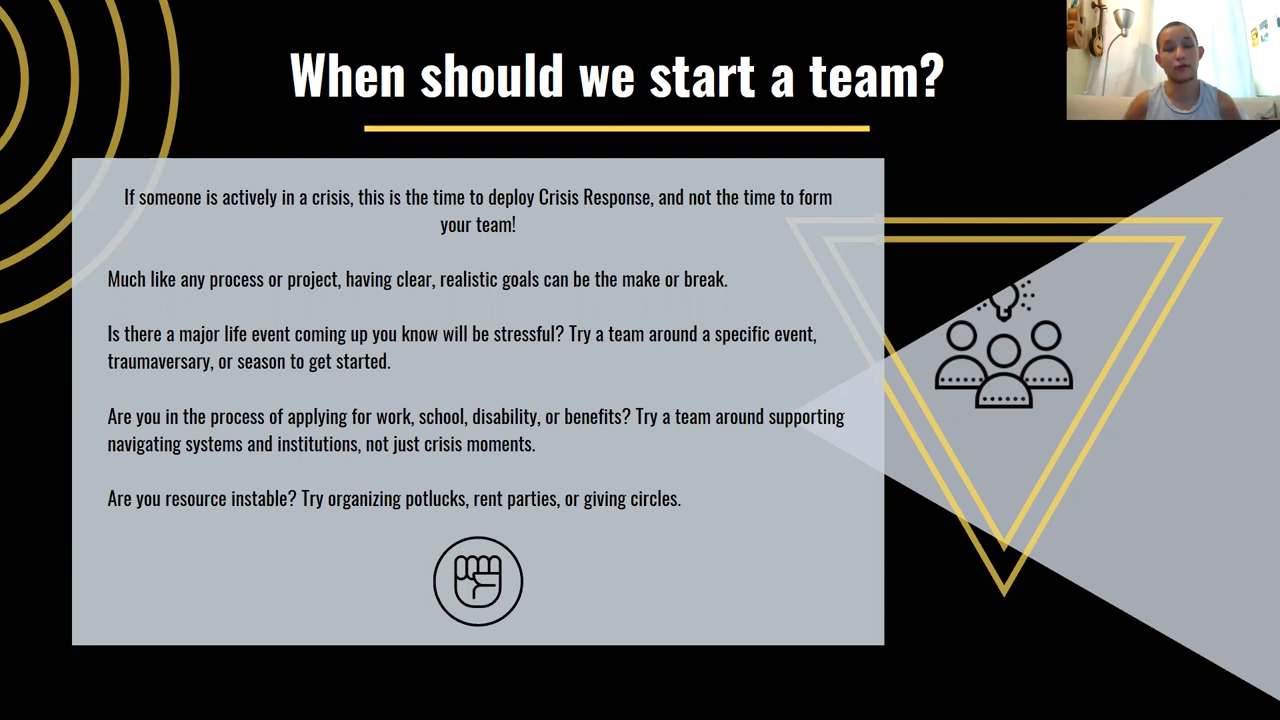 When should we start a team?
If someone is actively in a crisis, this is the time to deploy Crisis Response, and not the time to form
your team!
Much like any process or project, having clear, realistic goals can be the make or break.
Is there a major life event coming up you know will be stressful? Try a team around a specific event,
traumaversary, or season to get started.
Are you in the process of applying for work, school, disability, or benefits? Try a team around supporting
navigating systems and institutions, not just crisis moments.
Are you resource instable? Try organizing potlucks, rent parties, or giving circles.